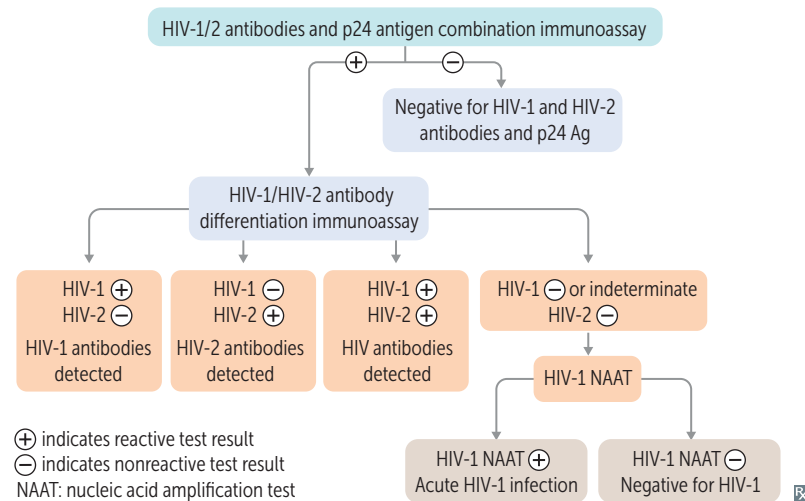 HIV-1/2 antibodies and p24 antigen combination immunoassay
+ −
Negative for HIV-1 and HIV-2
antibodies and p24 Ag
HIV-1/HIV-2 antibody
differentiation immunoassay
HIV-1 +
HIV-2 −
HIV-1 antibodies
detected
HIV-1 −
HIV-2 +
HIV-2 antibodies
detected
HIV-1 +
HIV-2 +
HIV antibodies
detected
HIV-1 − or indeterminate
HIV-2 −
HIV-1 NAAT
HIV-1 NAAT +
Acute HIV-1 infection
HIV-1 NAAT −
Negative for HIV-1
+ indicates reactive test result
− indicates nonreactive test result
NAAT: nucleic acid amplification test